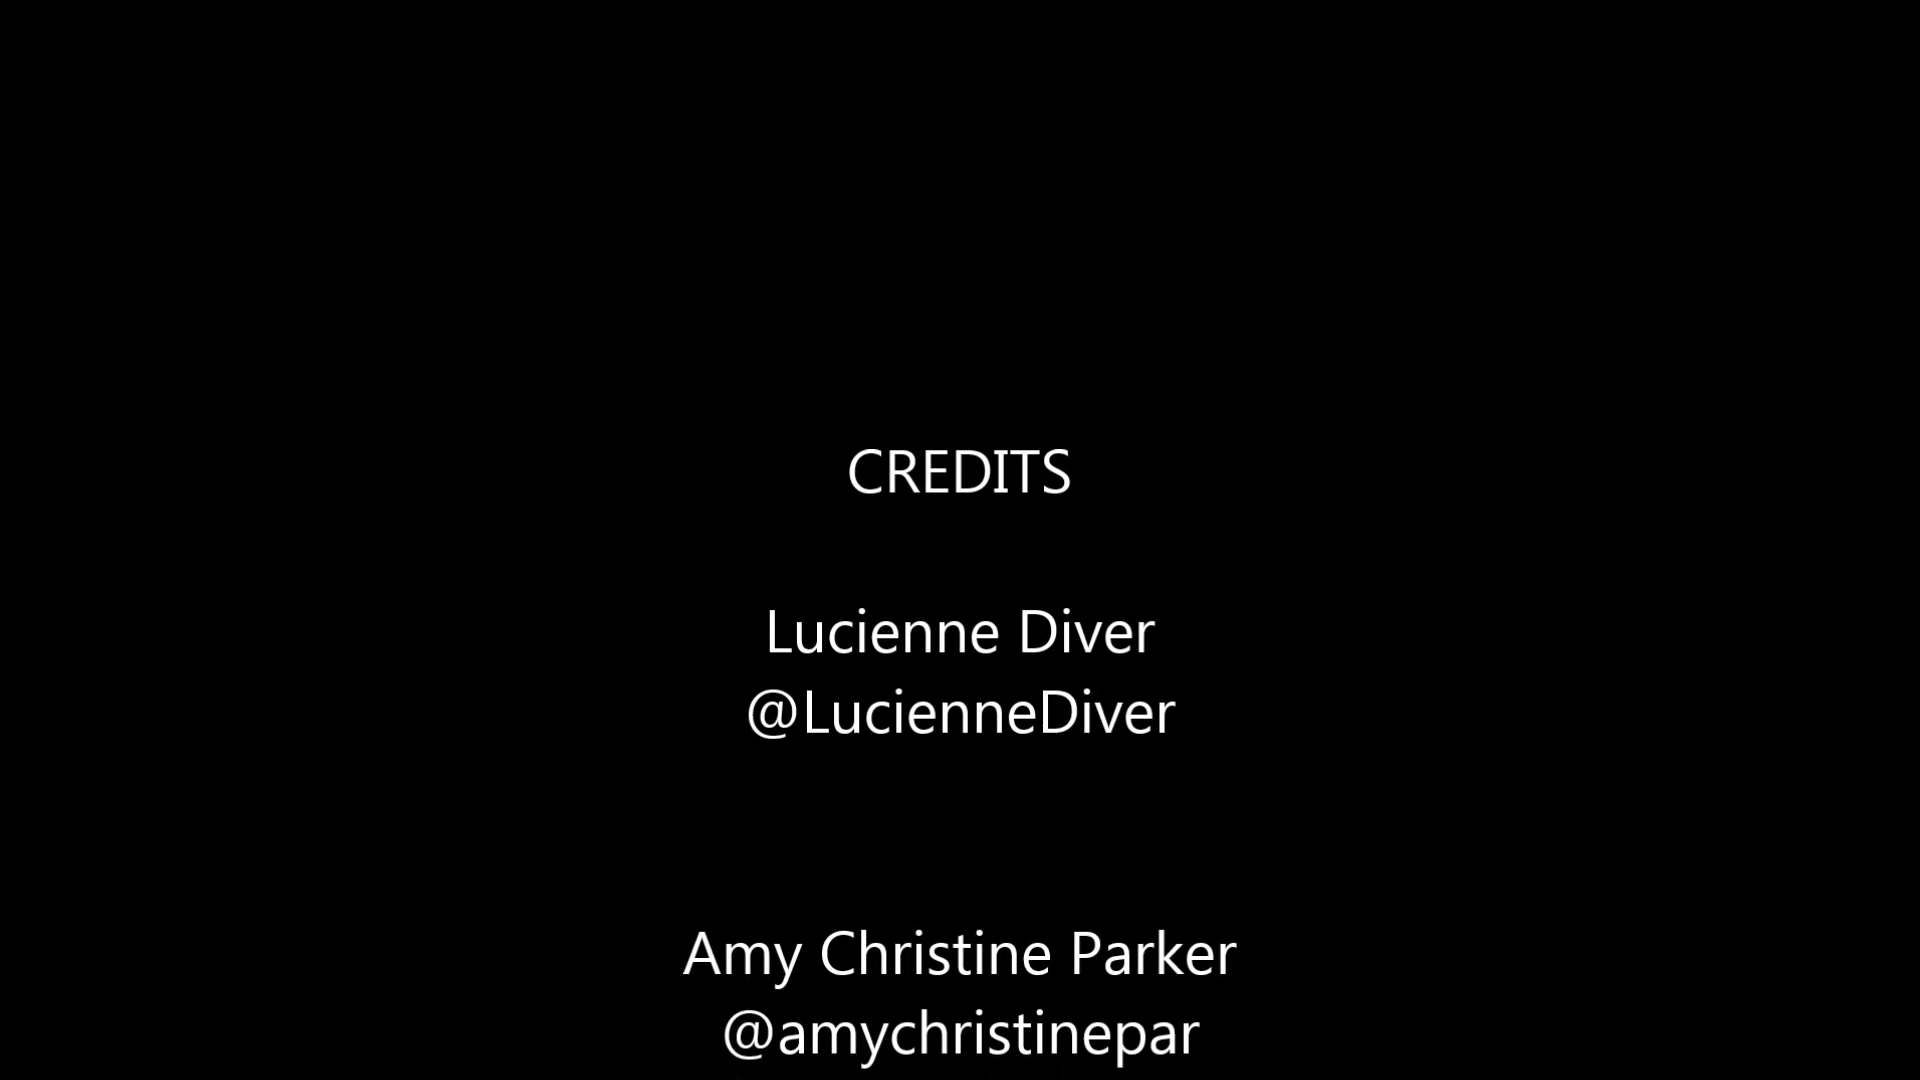 CREDITS
Lucienne Diver
@LucienneDiver
Amy Christine Parker
@amychristinepar